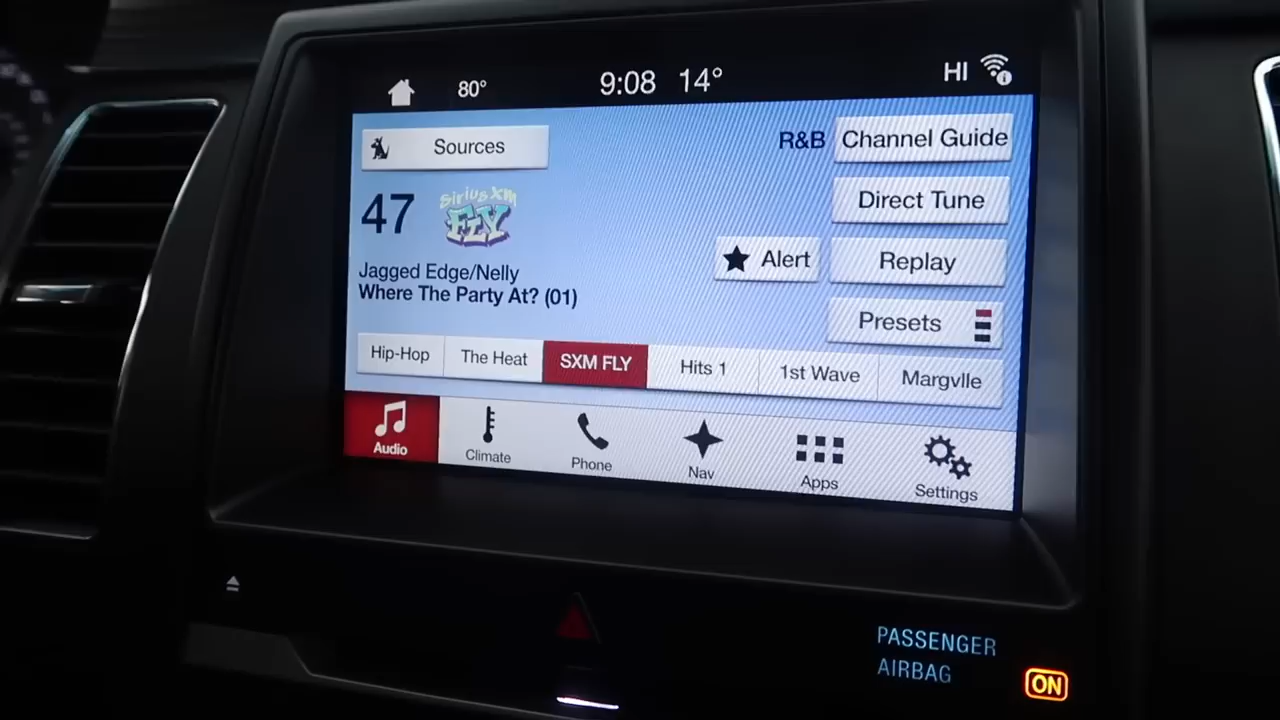 80° 9:08 14° HI
Sources
R&B Channel Guide
47 SiriusXM FLY
Direct Tune
Alert Replay
Jagged Edge/Nelly
Where The Party At? (01)
Presets
Hip-Hop The Heat SXM FLY Hits 1 1st Wave Margvlle
Audio Climate Phone Nav Apps Settings
PASSENGER
AIRBAG ON